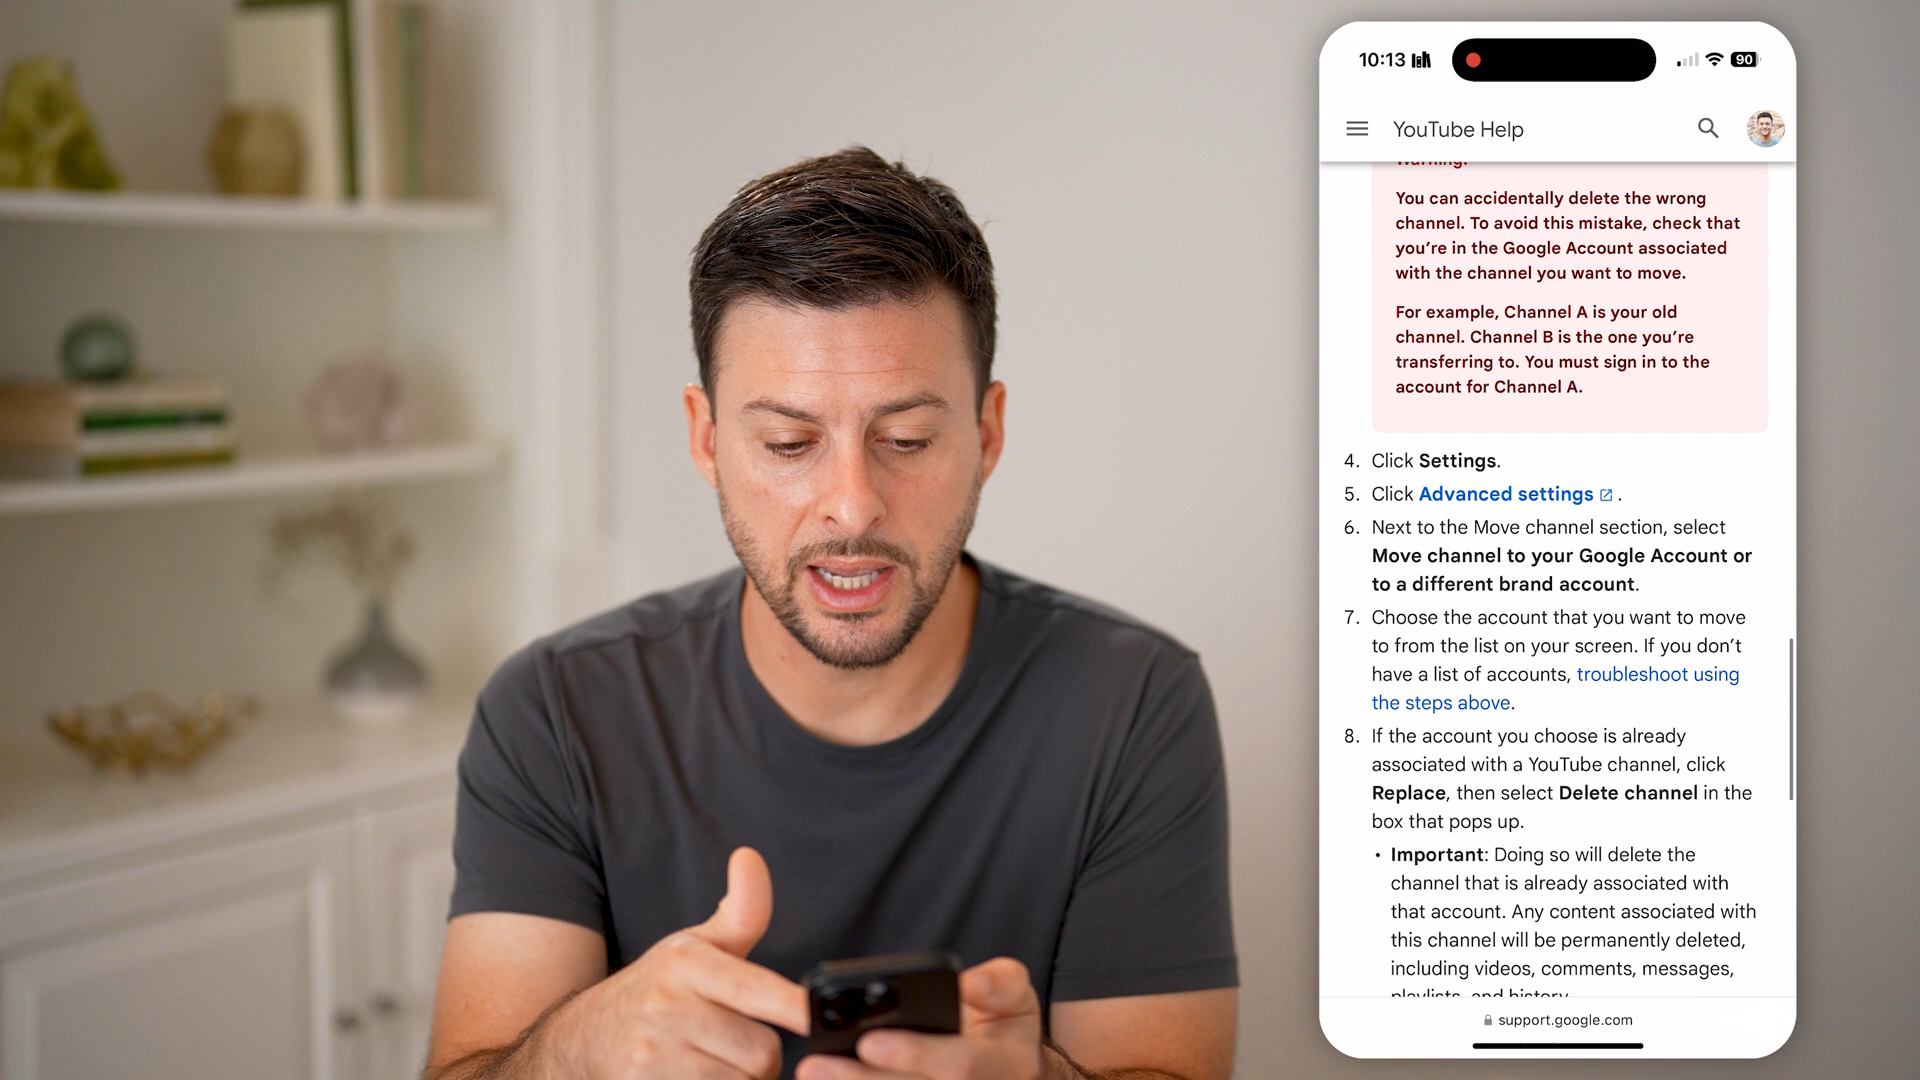 10:13
90
YouTube Help
Warning!
You can accidentally delete the wrong
channel. To avoid this mistake, check that
you're in the Google Account associated
with the channel you want to move.
For example, Channel A is your old
channel. Channel B is the one you're
transferring to. You must sign in to the
account for Channel A.
4. Click Settings.
5. Click Advanced settings .
6. Next to the Move channel section, select
Move channel to your Google Account or
to a different brand account.
7. Choose the account that you want to move
to from the list on your screen. If you don't
have a list of accounts, troubleshoot using
the steps above.
8. If the account you choose is already
associated with a YouTube channel, click
Replace, then select Delete channel in the
box that pops up.
• Important: Doing so will delete the
channel that is already associated with
that account. Any content associated with
this channel will be permanently deleted,
including videos, comments, messages,
playlists, and history.
support.google.com